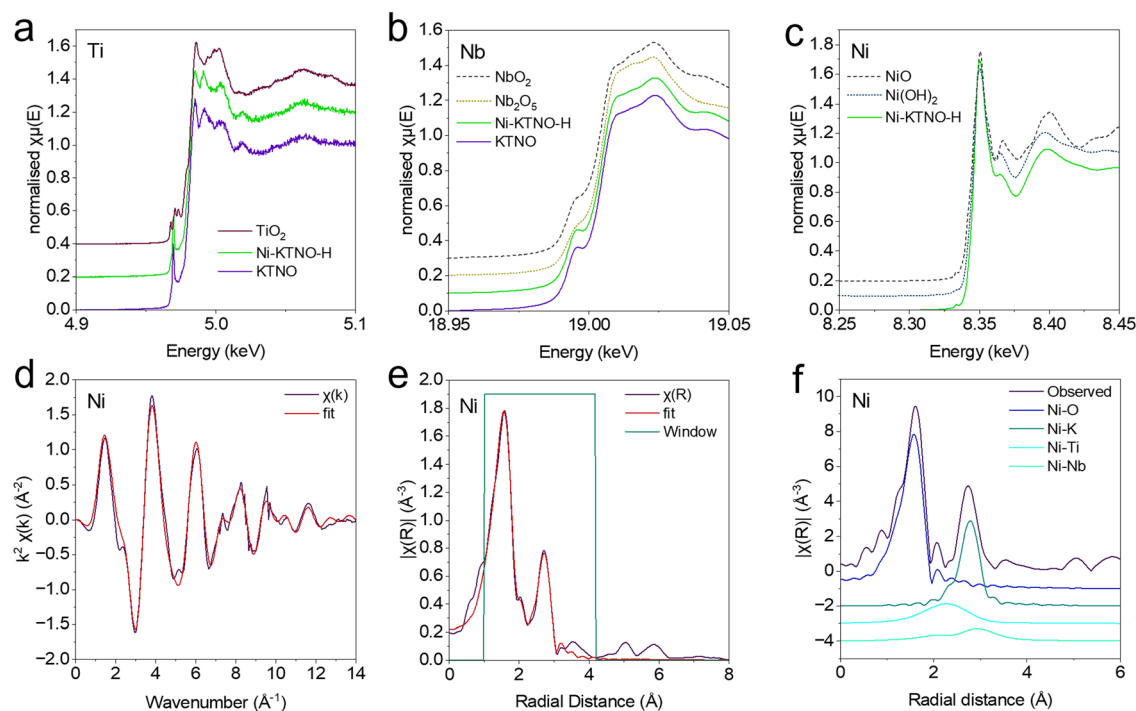 a
Ti
normalised χμ(E)
1.6
1.4
1.2
1.0
0.8
0.6
0.4
0.2
0.0
TiO2
Ni-KTNO-H
KTNO
4.9
5.0
5.1
Energy (keV)
b
Nb
normalised χμ(E)
1.6
1.4
1.2
1.0
0.8
0.6
0.4
0.2
0.0
NbO2
Nb2O5
Ni-KTNO-H
KTNO
18.95
19.00
19.05
Energy (keV)
c
Ni
normalised χμ(E)
1.8
1.6
1.4
1.2
1.0
0.8
0.6
0.4
0.2
0.0
NiO
Ni(OH)2
Ni-KTNO-H
8.25
8.30
8.35
8.40
8.45
Energy (keV)
d
Ni
k2 χ(k) (Å-2)
2.0
1.5
1.0
0.5
0.0
−0.5
−1.0
−1.5
−2.0
χ(k)
fit
0
2
4
6
8
10
12
14
Wavenumber (Å-1)
e
Ni
|χ(R)| (Å-3)
2.0
1.8
1.6
1.4
1.2
1.0
0.8
0.6
0.4
0.2
0.0
χ(R)
fit
Window
0
2
4
6
8
Radial Distance (Å)
f
Ni
|χ(R)| (Å-3)
10
8
6
4
2
0
−2
−4
Observed
Ni-O
Ni-K
Ni-Ti
Ni-Nb
0
2
4
6
Radial distance (Å)